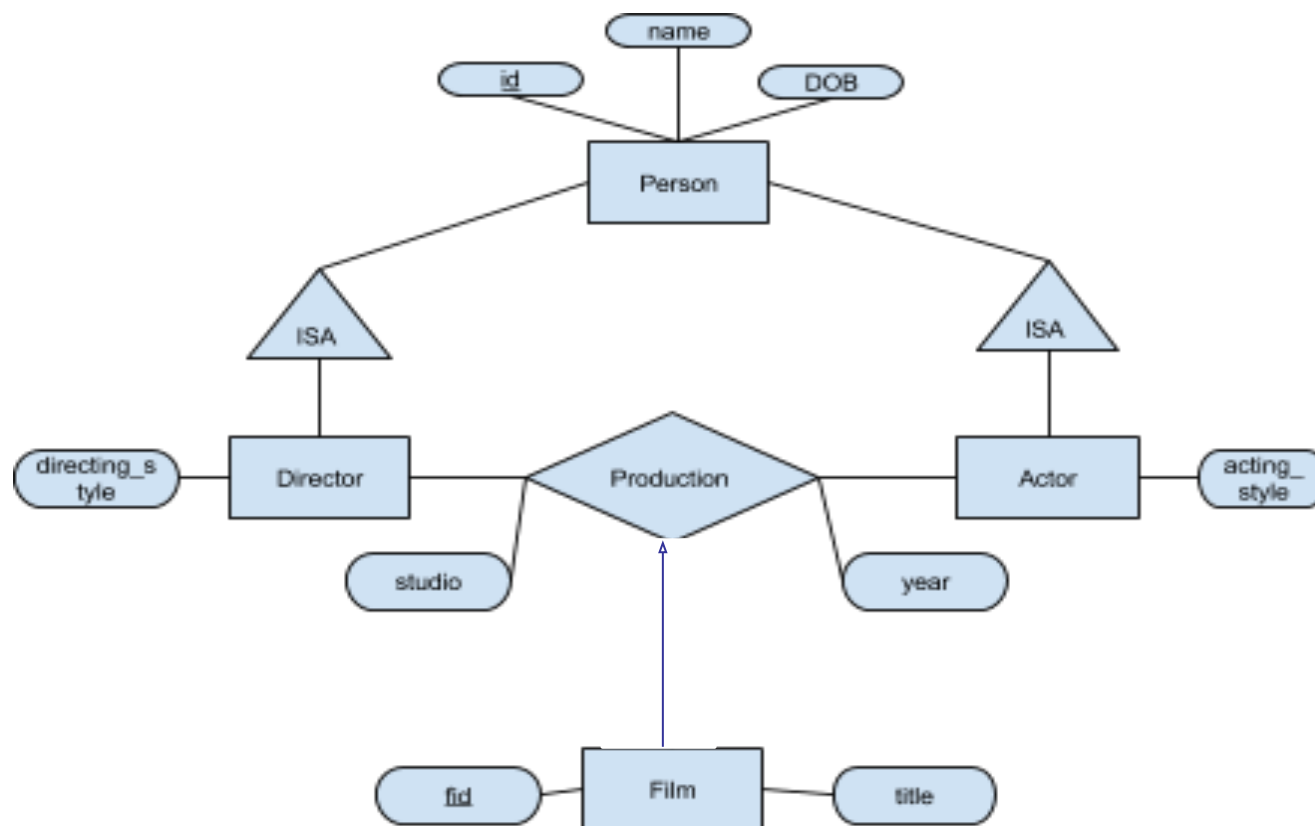 name
id
DOB
Person
ISA
ISA
directing_s
tyle
Director
Production
Actor
acting_
style
studio
year
fid
Film
title